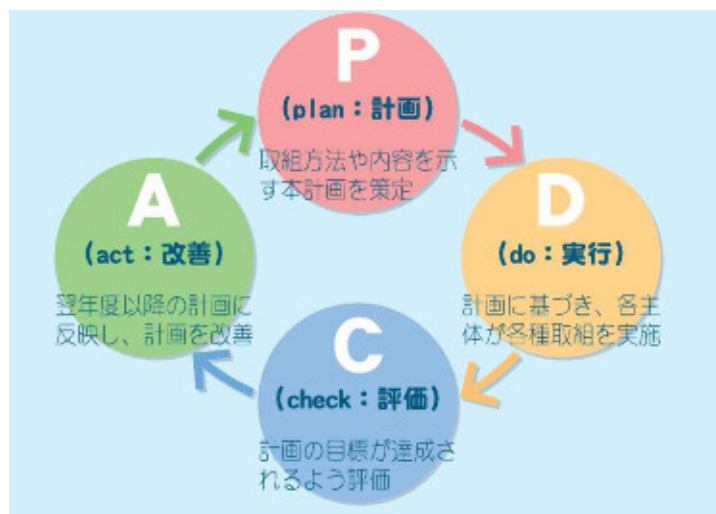 P
(plan：計画)
取組方法や内容を示
す本計画を策定
A
(act：改善)
翌年度以降の計画に
反映し、計画を改善
D
(do：実行)
計画に基づき、各主
体が各種取組を実施
C
(check：評価)
計画の目標が達成さ
れるよう評価